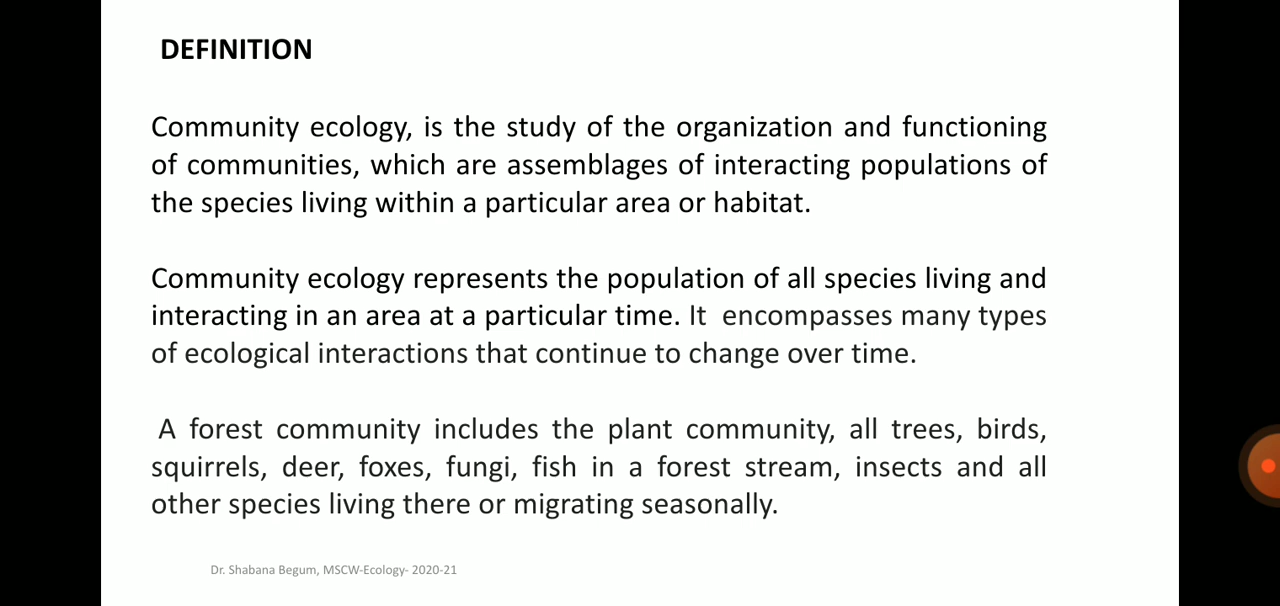 DEFINITION
Community ecology, is the study of the organization and functioning
of communities, which are assemblages of interacting populations of
the species living within a particular area or habitat.
Community ecology represents the population of all species living and
interacting in an area at a particular time. It encompasses many types
of ecological interactions that continue to change over time.
A forest community includes the plant community, all trees, birds,
squirrels, deer, foxes, fungi, fish in a forest stream, insects and all
other species living there or migrating seasonally.
Dr. Shabana Begum, MSCW-Ecology- 2020-21